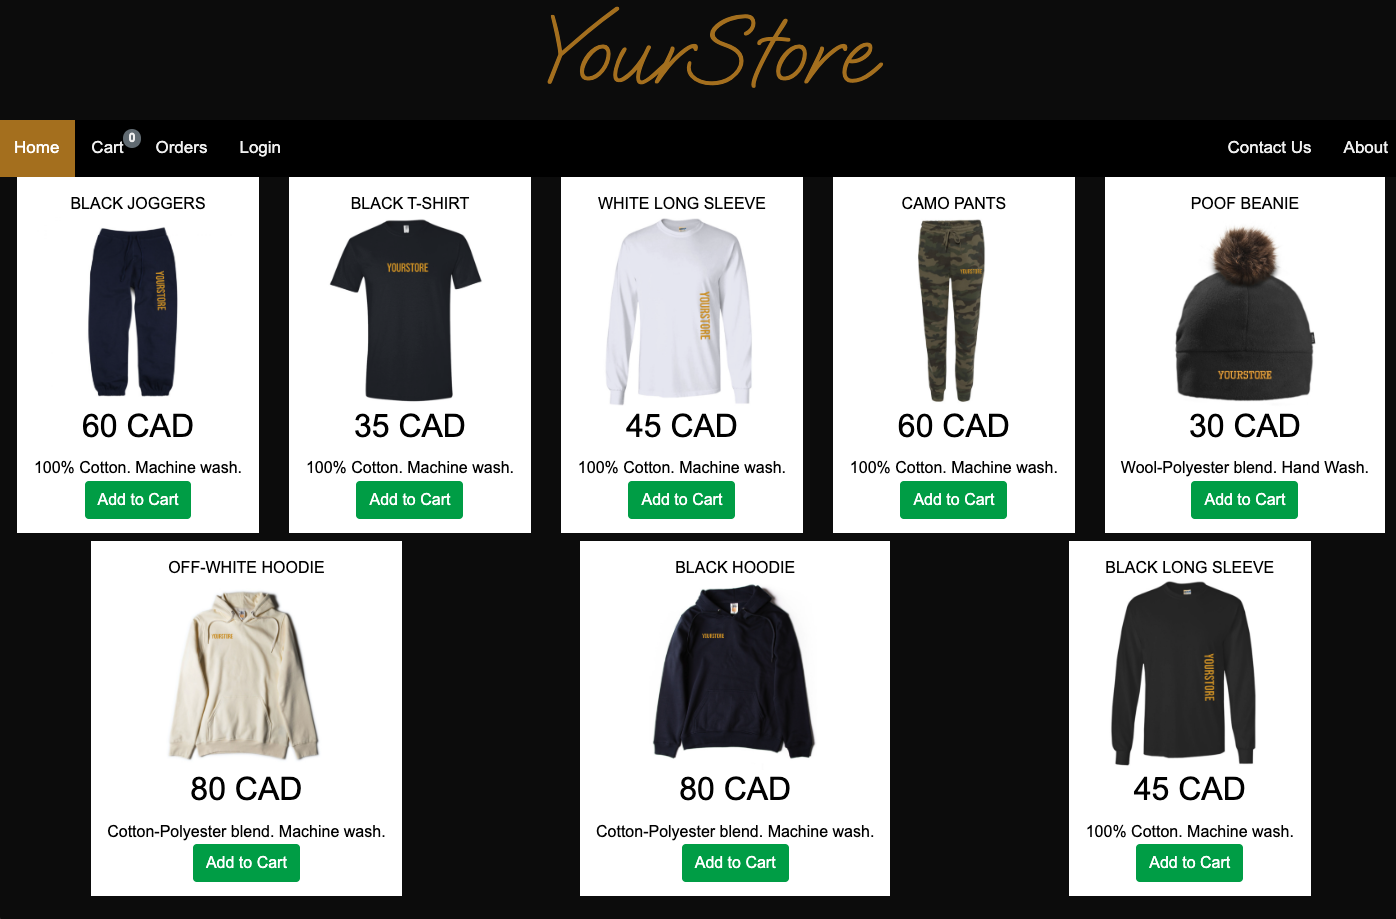 YourStore
Home Cart 0 Orders Login Contact Us About
BLACK JOGGERS BLACK T-SHIRT WHITE LONG SLEEVE CAMO PANTS POOF BEANIE
YOURSTORE YOURSTORE YOURSTORE YOURSTORE YOURSTORE
60 CAD 35 CAD 45 CAD 60 CAD 30 CAD
100% Cotton. Machine wash. 100% Cotton. Machine wash. 100% Cotton. Machine wash. 100% Cotton. Machine wash. Wool-Polyester blend. Hand Wash.
Add to Cart Add to Cart Add to Cart Add to Cart Add to Cart
OFF-WHITE HOODIE BLACK HOODIE BLACK LONG SLEEVE
YOURSTORE YOURSTORE YOURSTORE
80 CAD 80 CAD 45 CAD
Cotton-Polyester blend. Machine wash. Cotton-Polyester blend. Machine wash. 100% Cotton. Machine wash.
Add to Cart Add to Cart Add to Cart